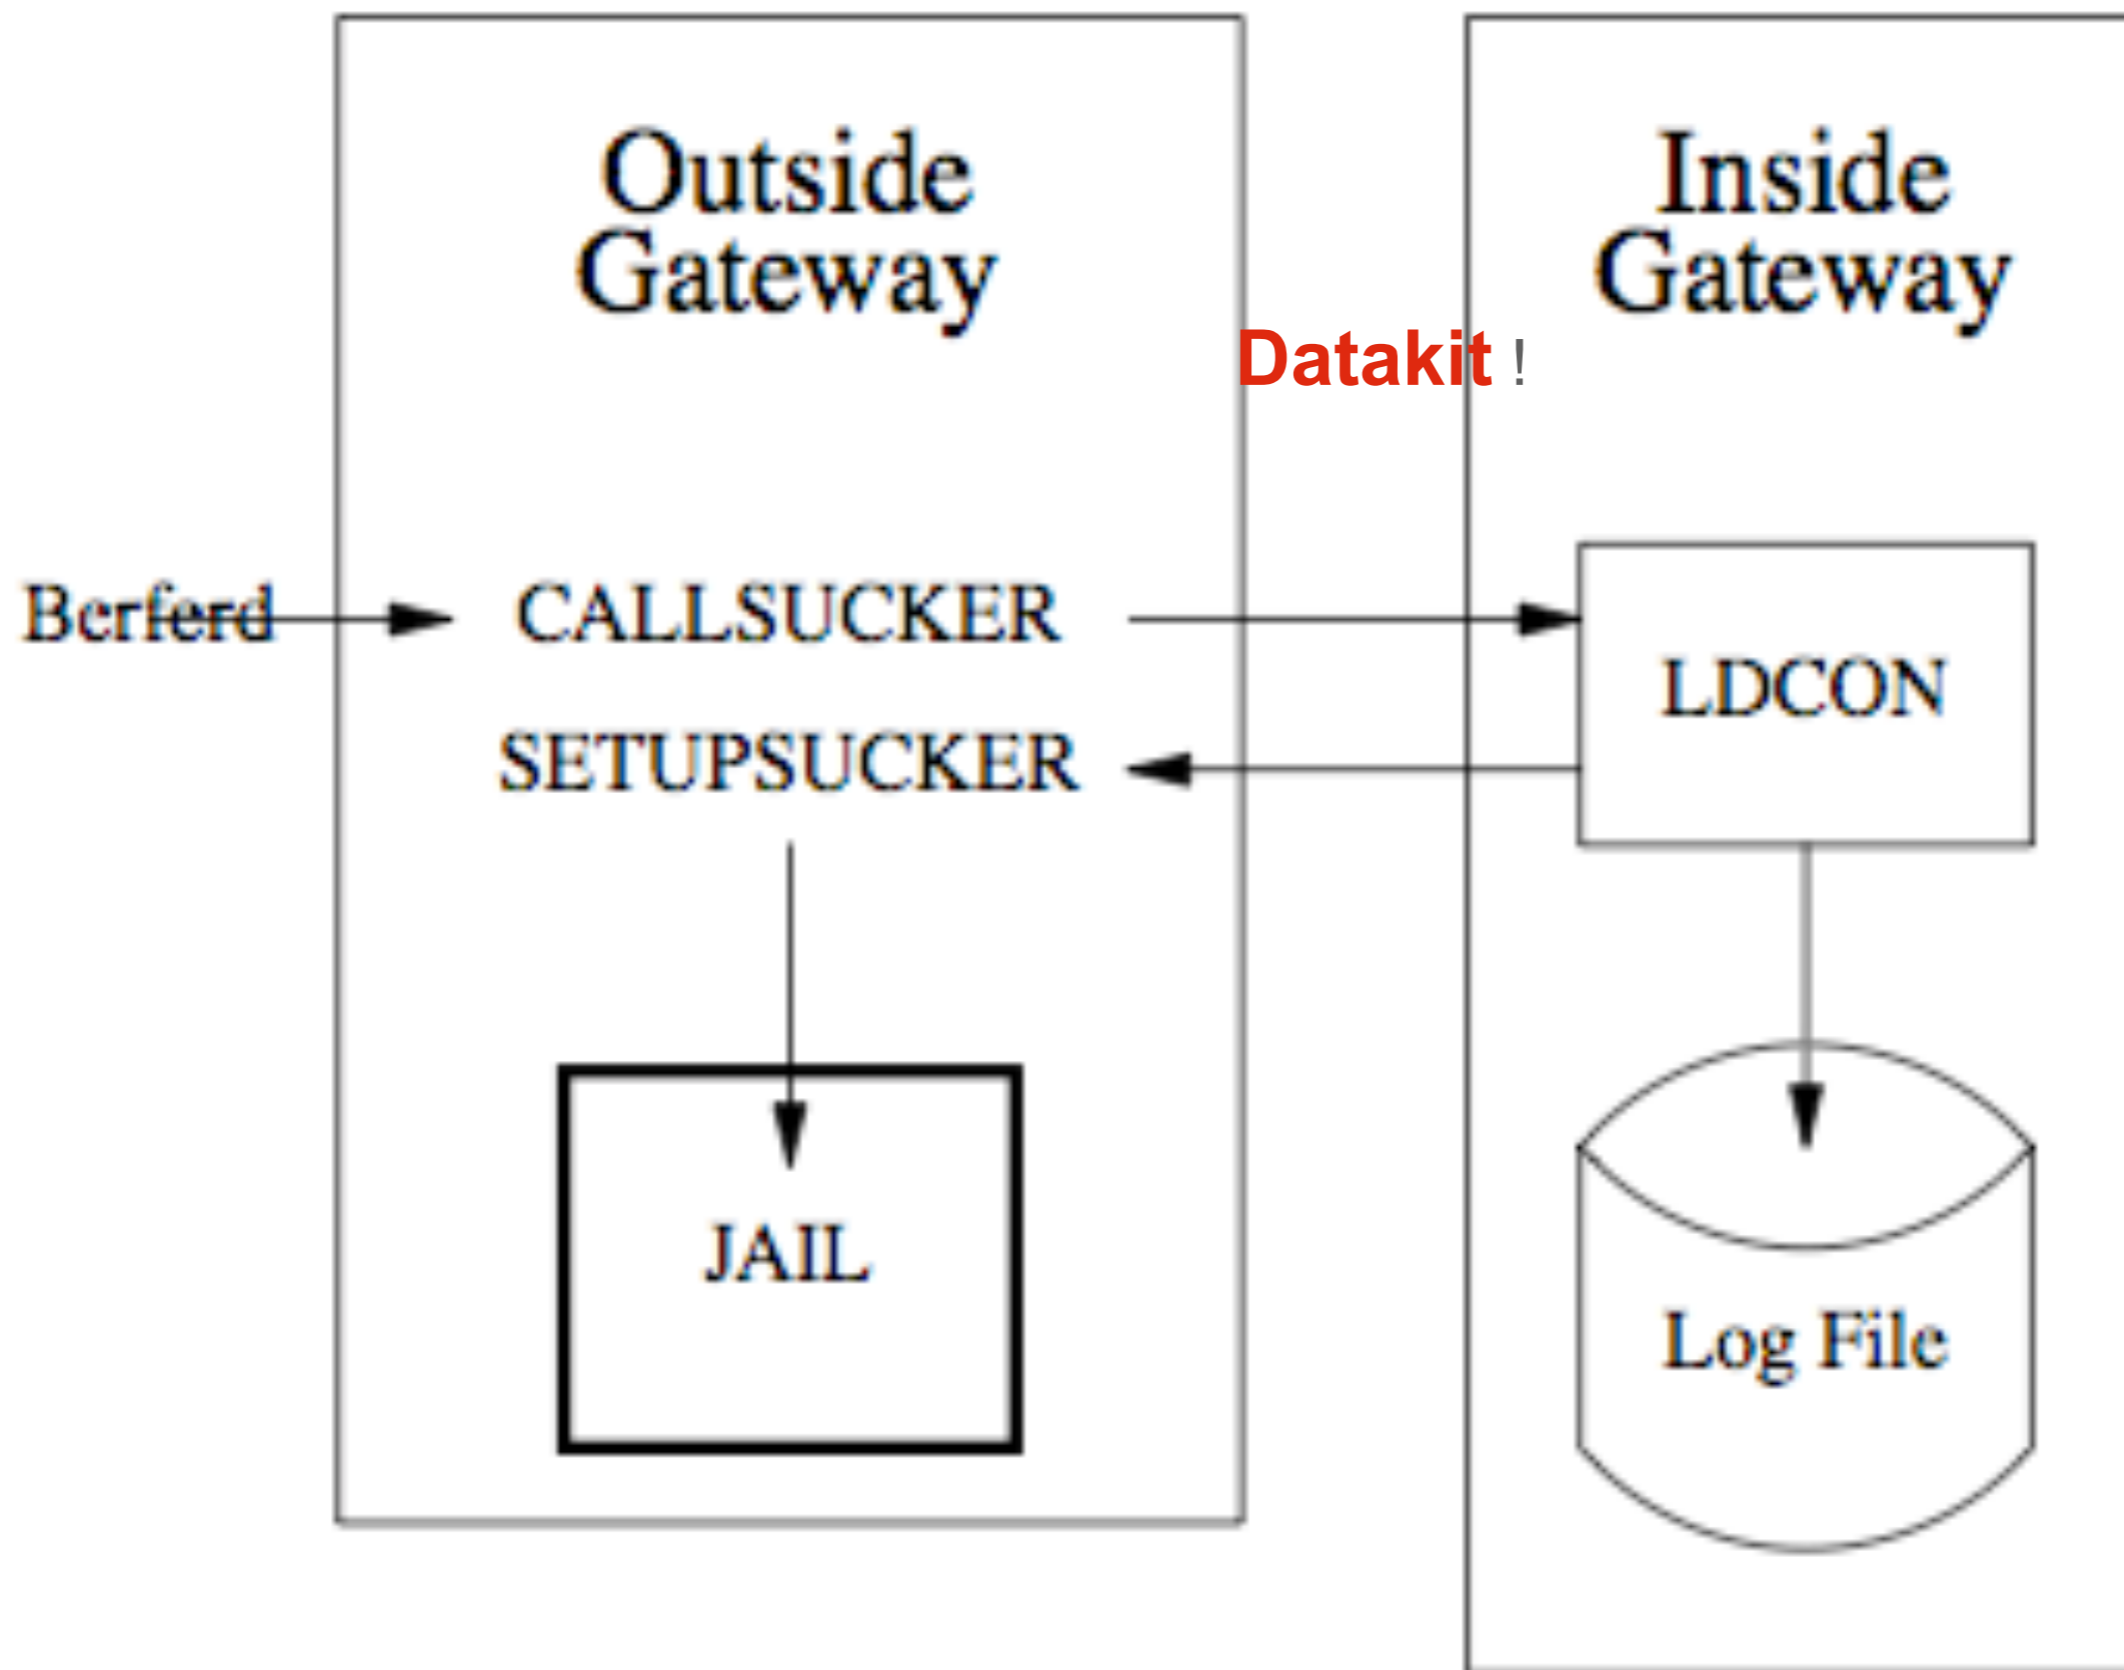 Outside
Gateway
Inside
Gateway
Datakit !
Berferd
CALLSUCKER
LDCON
SETUPSUCKER
JAIL
Log File